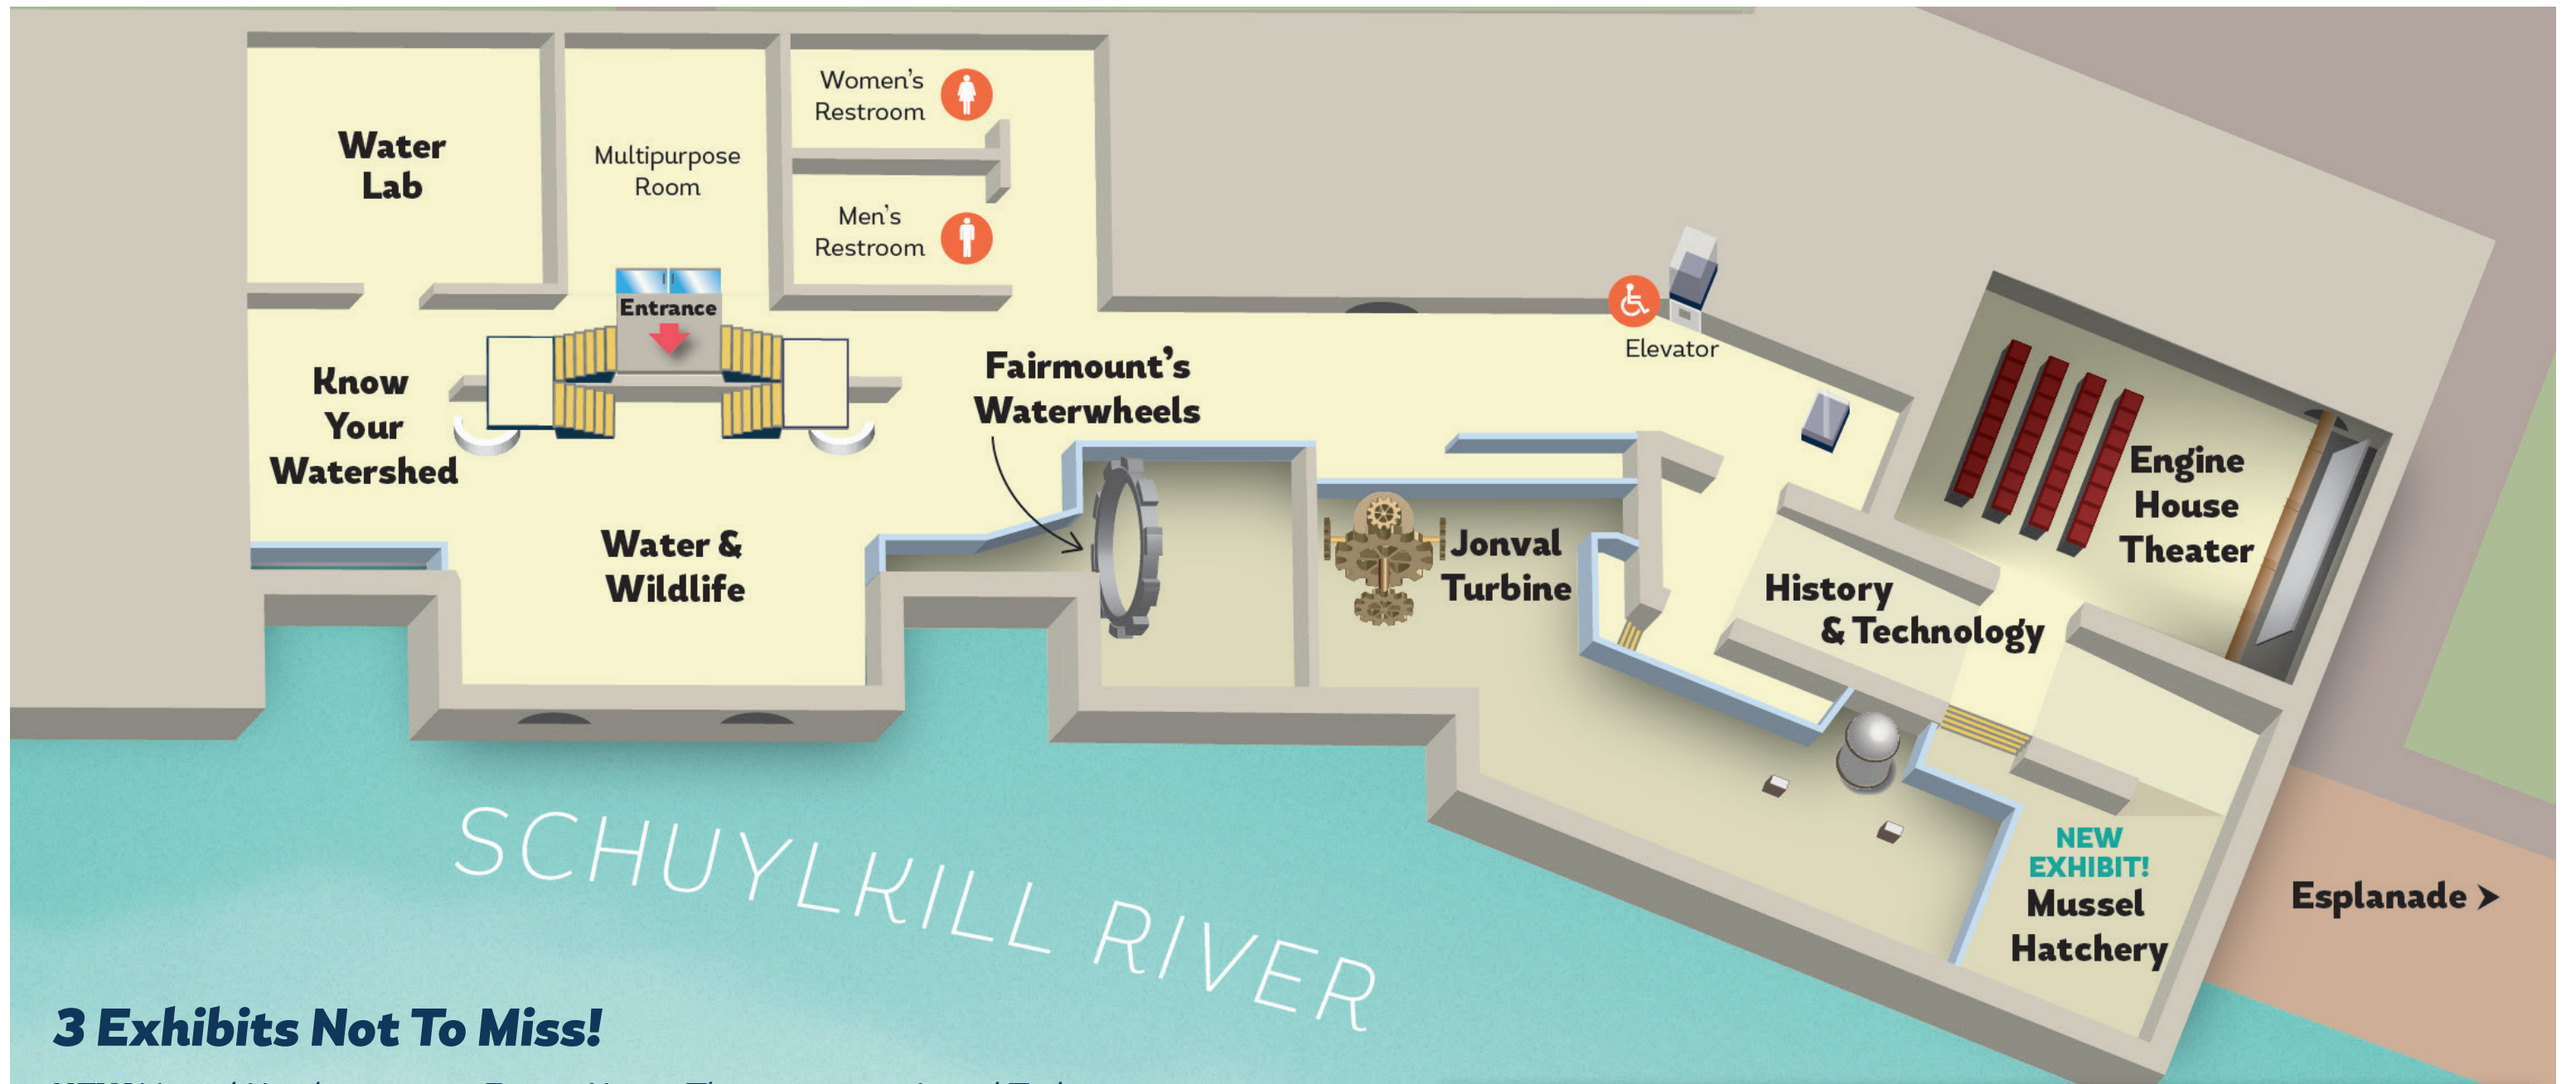 Water
Lab
Multipurpose
Room
Women's
Restroom
Men's
Restroom
Entrance
Elevator
Know
Your
Watershed
Fairmount's
Waterwheels
Water &
Wildlife
Jonval
Turbine
History
& Technology
Engine
House
Theater
NEW
EXHIBIT!
Mussel
Hatchery
Esplanade
SCHUYLKILL RIVER
3 Exhibits Not To Miss!